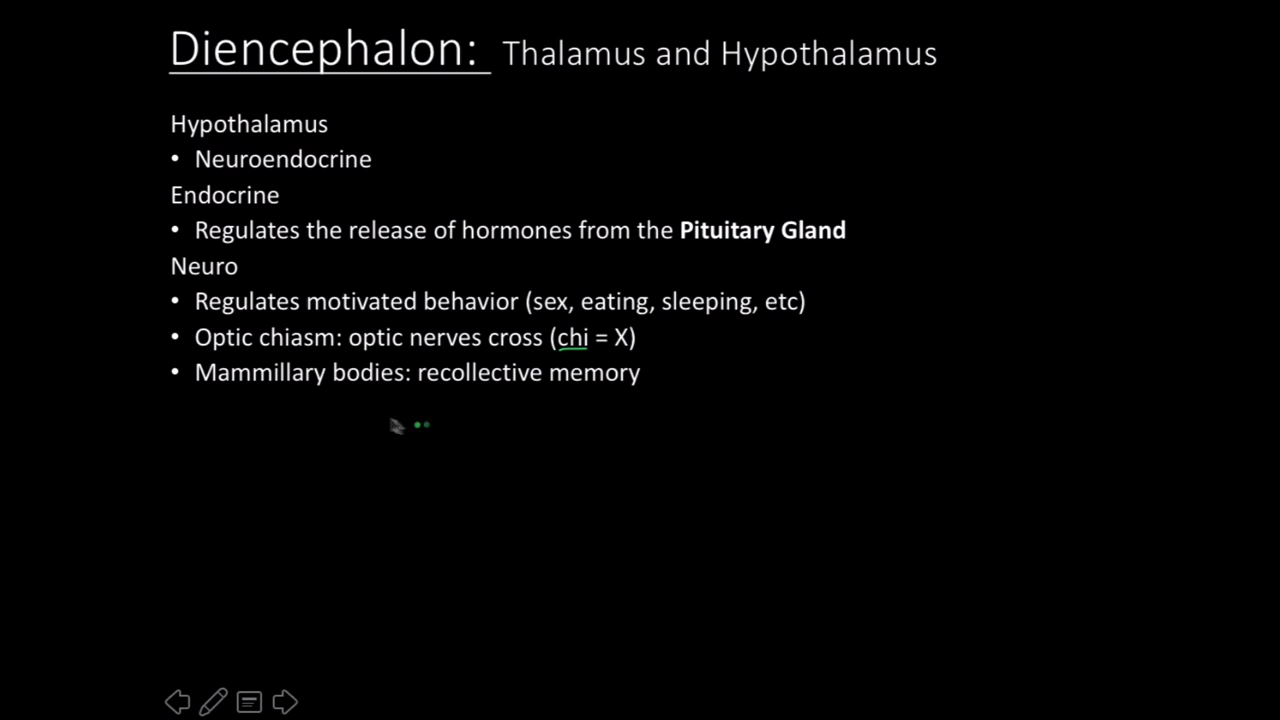 Diencephalon: Thalamus and Hypothalamus
Hypothalamus
• Neuroendocrine
Endocrine
• Regulates the release of hormones from the Pituitary Gland
Neuro
• Regulates motivated behavior (sex, eating, sleeping, etc)
• Optic chiasm: optic nerves cross (chi = X)
• Mammillary bodies: recollective memory